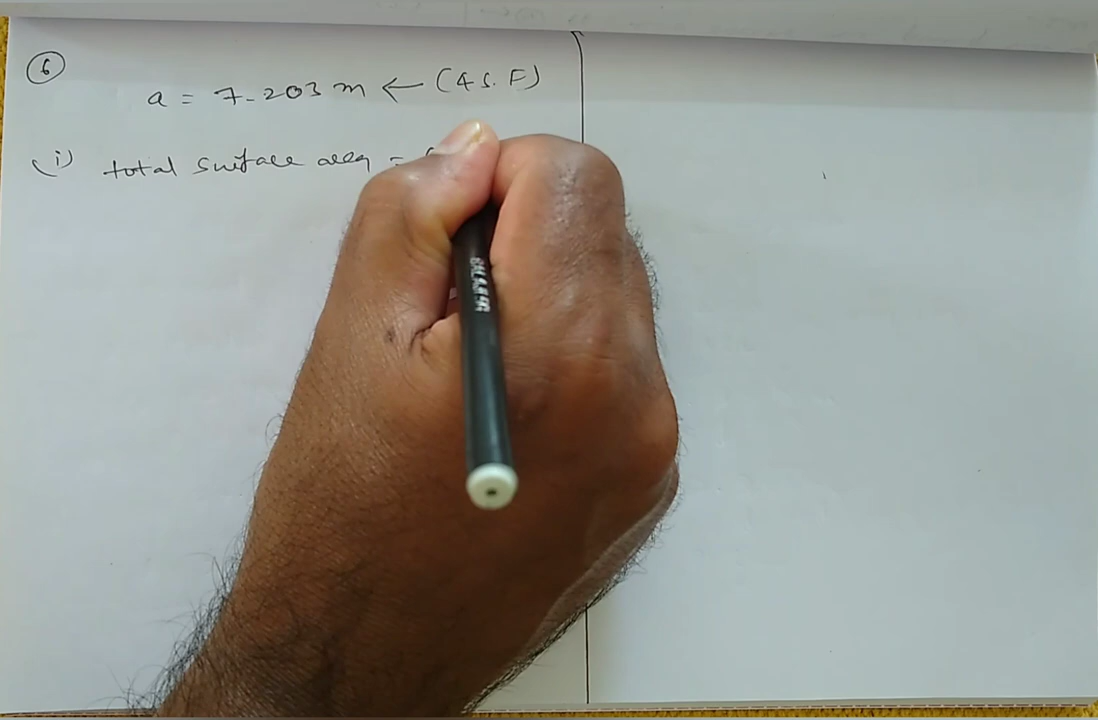 6
a = 7.203 m ← (4 S.F)
(i) total surface area =